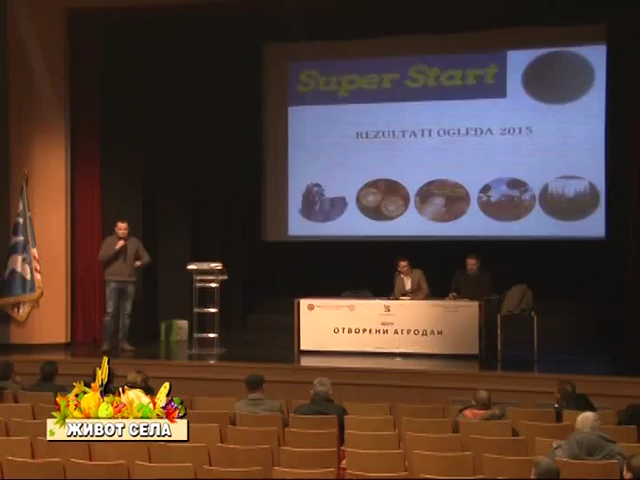 Super Start
REZULTATI OGLEDA 2015
ОТВОРЕНИ АГРОДАН
ЖИВОТ СЕЛА